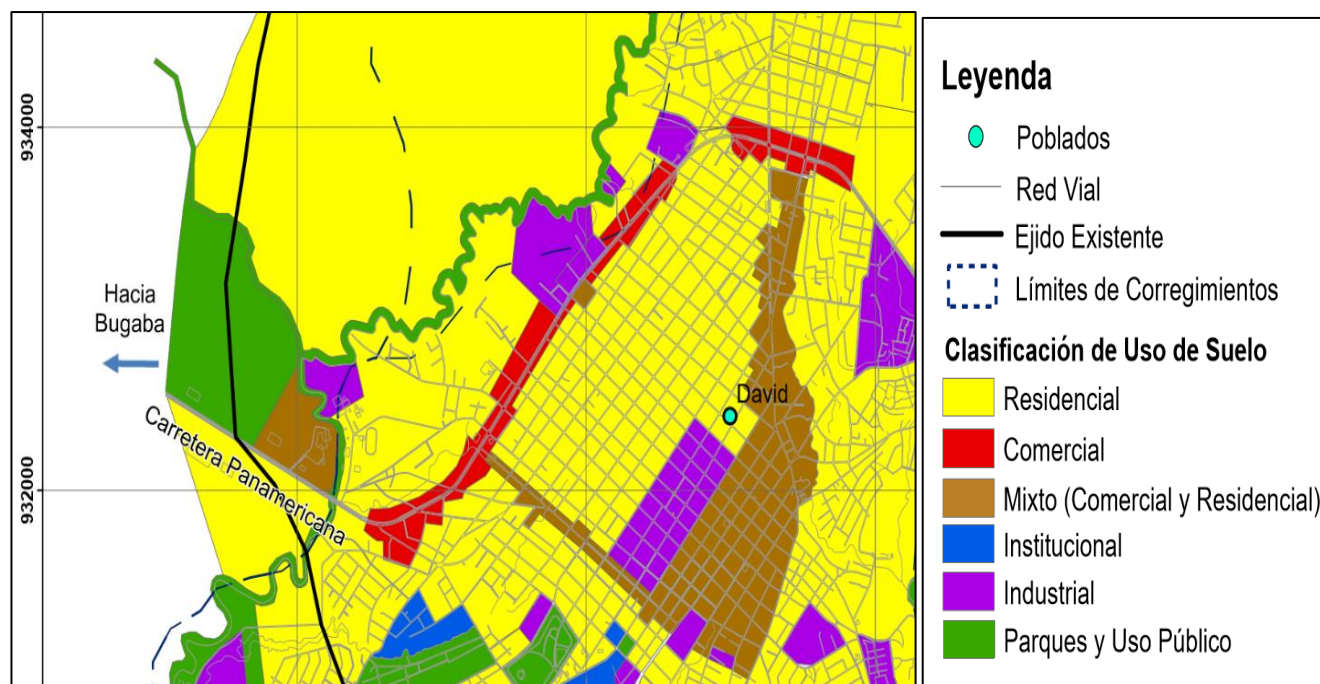 934000
932000
Hacia
Bugaba
Carretera Panamericana
David
Leyenda
Poblados
Red Vial
Ejido Existente
Límites de Corregimientos
Clasificación de Uso de Suelo
Residencial
Comercial
Mixto (Comercial y Residencial)
Institucional
Industrial
Parques y Uso Público